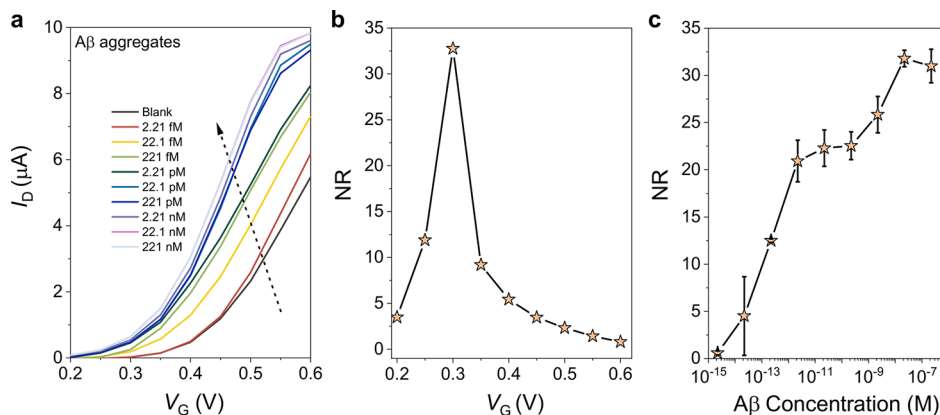 a
Aβ aggregates
Blank
2.21 fM
22.1 fM
221 fM
2.21 pM
22.1 pM
221 pM
2.21 nM
22.1 nM
221 nM
I_D (μA)
10
8
6
4
2
0
0.2 0.3 0.4 0.5 0.6
V_G (V)
b
NR
35
30
25
20
15
10
5
0
0.2 0.3 0.4 0.5 0.6
V_G (V)
c
NR
35
30
25
20
15
10
5
0
10⁻¹⁵ 10⁻¹³ 10⁻¹¹ 10⁻⁹ 10⁻⁷
Aβ Concentration (M)